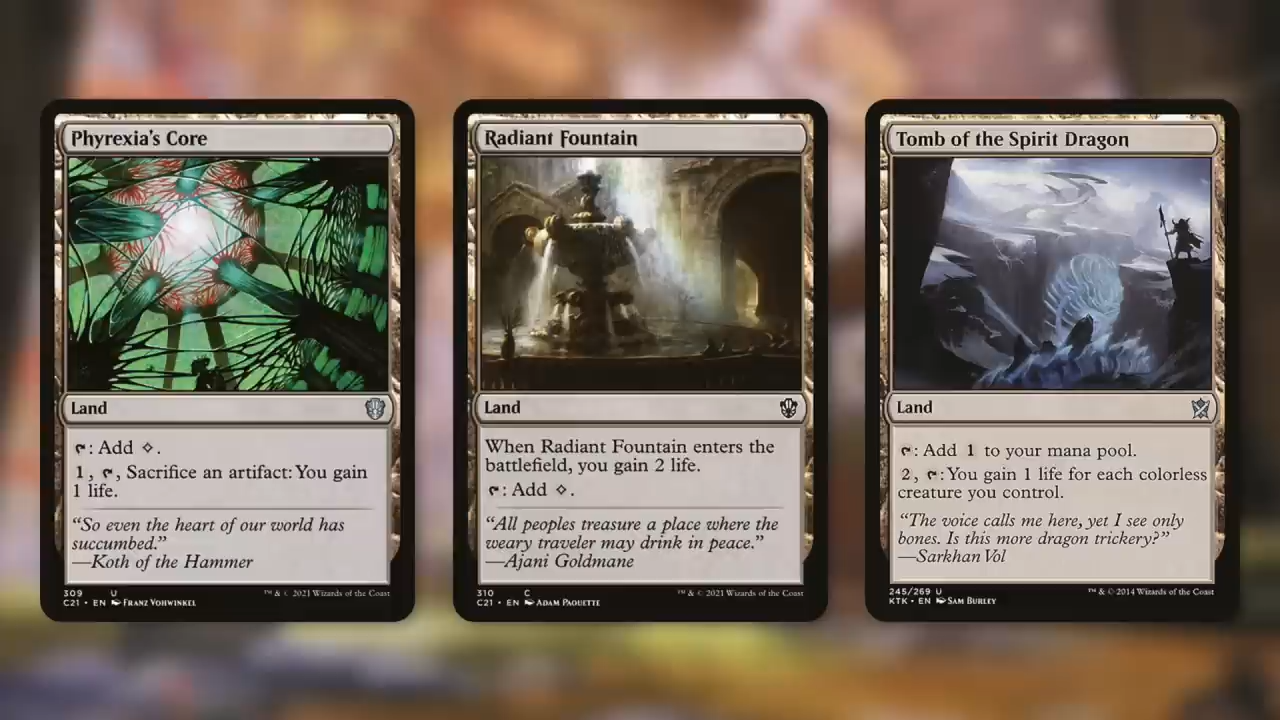 Phyrexia's Core
Land
: Add .
1, , Sacrifice an artifact: You gain
1 life.
“So even the heart of our world has
succumbed.”
—Koth of the Hammer
309 U
C21 • EN FRANZ VOHWINKEL
™ & © 2021 Wizards of the Coast
Radiant Fountain
Land
When Radiant Fountain enters the
battlefield, you gain 2 life.
: Add .
“All peoples treasure a place where the
weary traveler may drink in peace.”
—Ajani Goldmane
310 C
C21 • EN ADAM PAQUETTE
™ & © 2021 Wizards of the Coast
Tomb of the Spirit Dragon
Land
: Add 1 to your mana pool.
2, : You gain 1 life for each colorless
creature you control.
“The voice calls me here, yet I see only
bones. Is this more dragon trickery?”
—Sarkhan Vol
245/269 U
KTK • EN SAM BURLEY
™ & © 2014 Wizards of the Coast